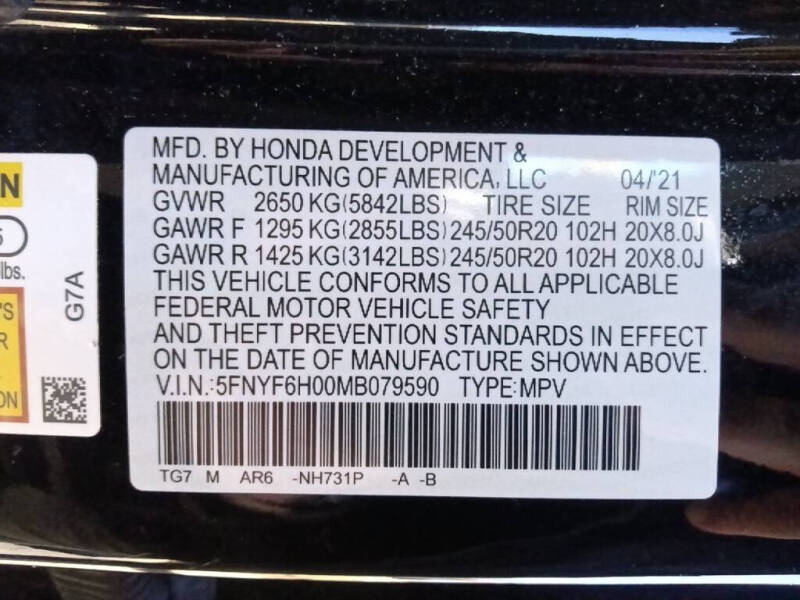 MFD. BY HONDA DEVELOPMENT &
MANUFACTURING OF AMERICA, LLC 04/'21
GVWR 2650 KG(5842LBS) TIRE SIZE RIM SIZE
GAWR F 1295 KG(2855LBS) 245/50R20 102H 20X8.0J
GAWR R 1425 KG(3142LBS) 245/50R20 102H 20X8.0J
THIS VEHICLE CONFORMS TO ALL APPLICABLE
FEDERAL MOTOR VEHICLE SAFETY
AND THEFT PREVENTION STANDARDS IN EFFECT
ON THE DATE OF MANUFACTURE SHOWN ABOVE.
V.I.N.:5FNYF6H00MB079590 TYPE:MPV
TG7 M AR6 -NH731P -A -B
N
5
lbs.
'S
R
ON
G7A